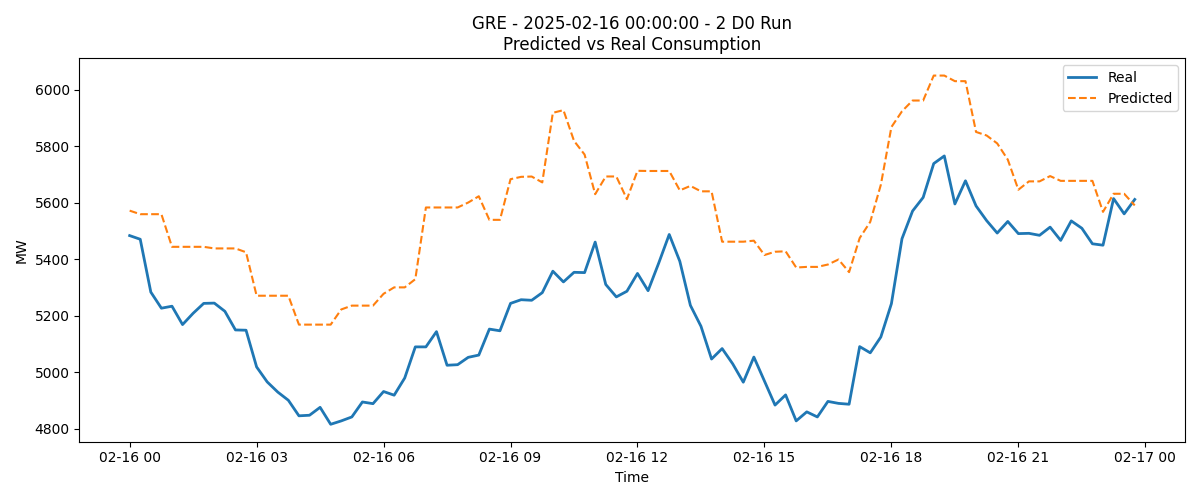 GRE - 2025-02-16 00:00:00 - 2 D0 Run
Predicted vs Real Consumption
Real
Predicted
MW
6000
5800
5600
5400
5200
5000
4800
02-16 00
02-16 03
02-16 06
02-16 09
02-16 12
02-16 15
02-16 18
02-16 21
02-17 00
Time